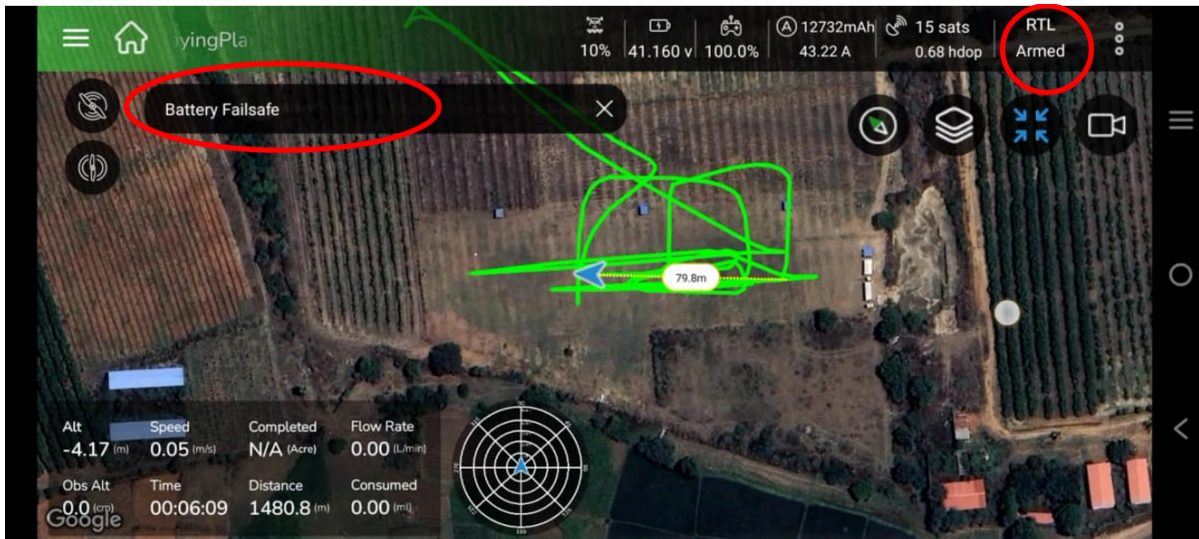 yingPla
10%
41.160 v
100.0%
12732mAh
43.22 A
15 sats
0.68 hdop
RTL
Armed
Battery Failsafe
79.8m
Alt
-4.17 (m)
Speed
0.05 (m/s)
Completed
N/A (Acre)
Flow Rate
0.00 (L/min)
Obs Alt
0.0 (cm)
Time
00:06:09
Distance
1480.8 (m)
Consumed
0.00 (ml)
Google